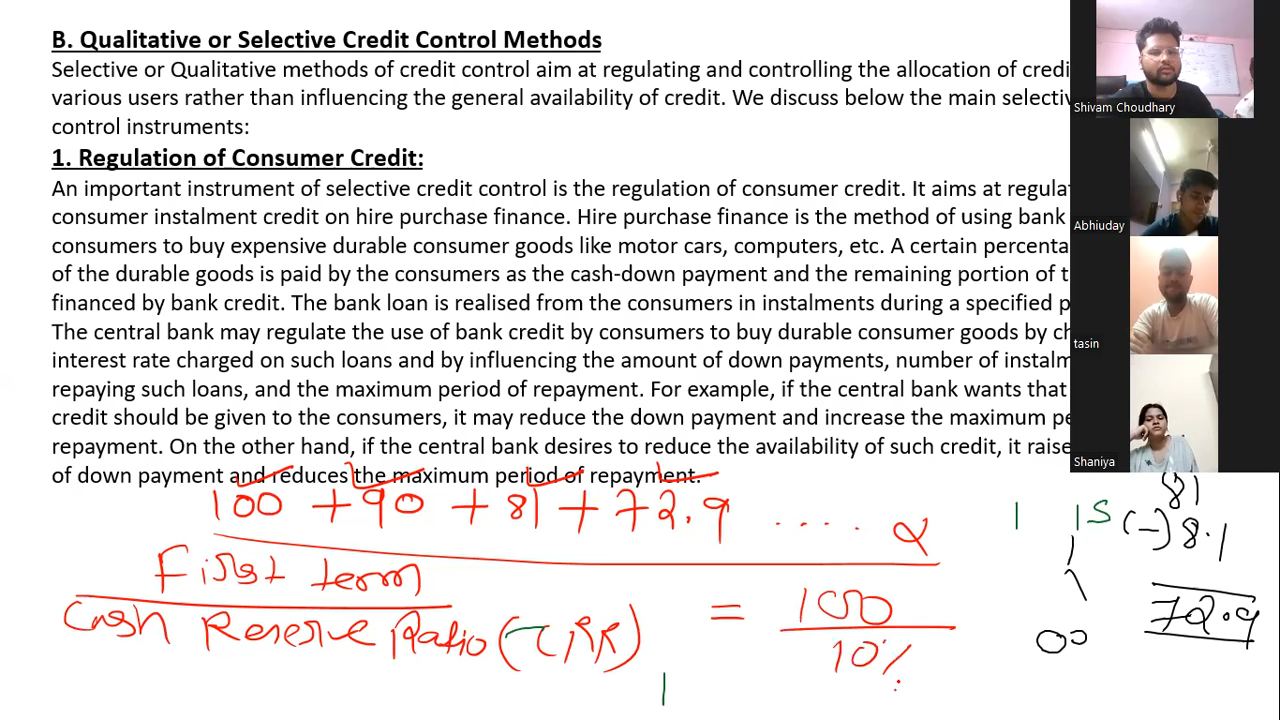 B. Qualitative or Selective Credit Control Methods
Selective or Qualitative methods of credit control aim at regulating and controlling the allocation of credi
various users rather than influencing the general availability of credit. We discuss below the main selectiv
control instruments:
1. Regulation of Consumer Credit:
An important instrument of selective credit control is the regulation of consumer credit. It aims at regulat
consumer instalment credit on hire purchase finance. Hire purchase finance is the method of using bank
consumers to buy expensive durable consumer goods like motor cars, computers, etc. A certain percenta
of the durable goods is paid by the consumers as the cash-down payment and the remaining portion of t
financed by bank credit. The bank loan is realised from the consumers in instalments during a specified p
The central bank may regulate the use of bank credit by consumers to buy durable consumer goods by ch
interest rate charged on such loans and by influencing the amount of down payments, number of instalm
repaying such loans, and the maximum period of repayment. For example, if the central bank wants that
credit should be given to the consumers, it may reduce the down payment and increase the maximum pe
repayment. On the other hand, if the central bank desires to reduce the availability of such credit, it raise
of down payment and reduces the maximum period of repayment.
100 + 90 + 81 + 72.9 .... α
First term
Cash Reserve Ratio (CRR)
= 100
10%
81
(-) 8.1
72.9
Shivam Choudhary
Abhiuday
tasin
Shaniya